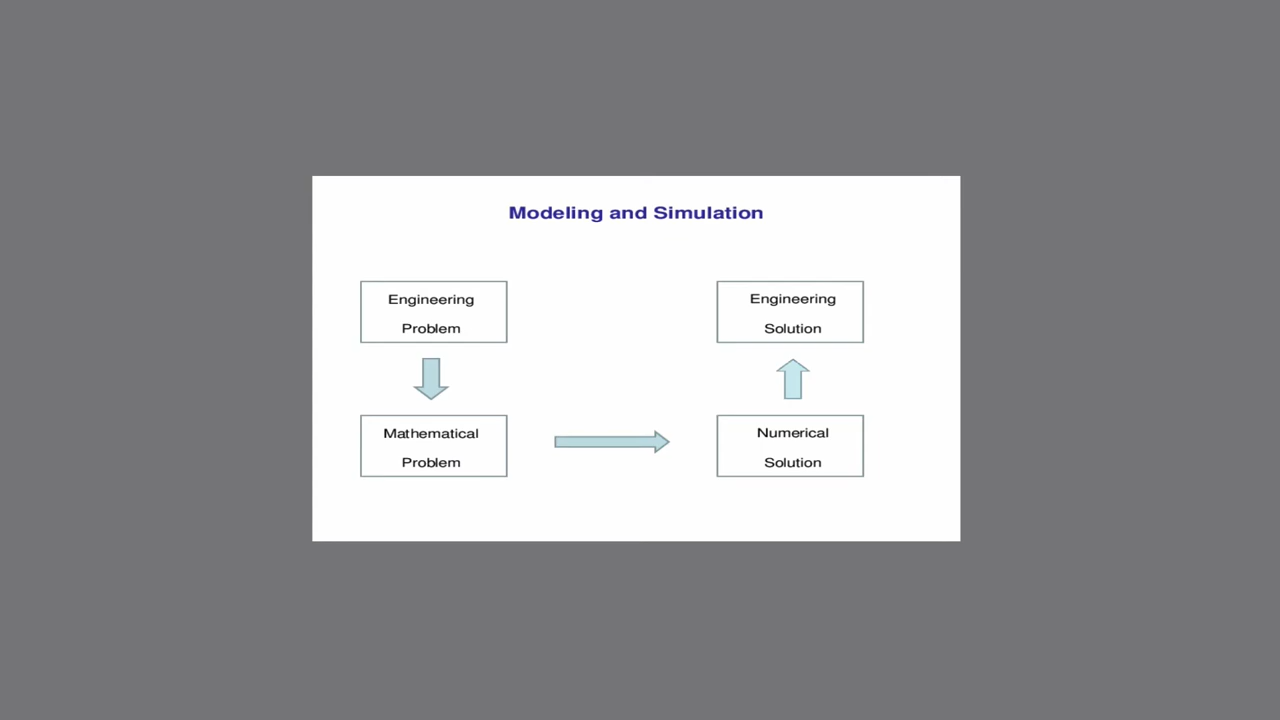 Modeling and Simulation
Engineering
Problem
Engineering
Solution
Mathematical
Problem
Numerical
Solution